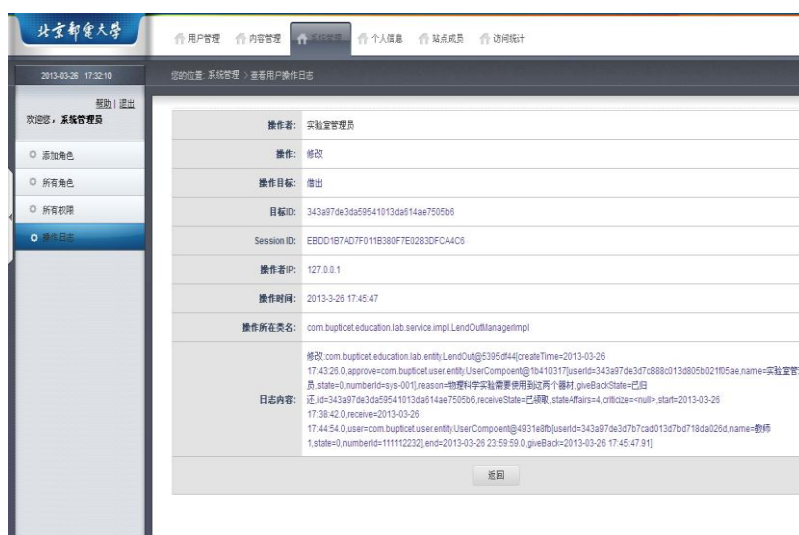 北京邮电大学
用户管理 内容管理 系统管理 个人信息 站点成员 访问统计
2013-03-26 17:32:10
您的位置: 系统管理 > 查看用户操作日志
帮助 | 退出
欢迎您，系统管理员
添加角色
所有角色
所有权限
操作日志
操作者: 实验室管理员
操作: 修改
操作目标: 借出
目标ID: 343a97de3da59541013da614ae7505b6
Session ID: EBDD1B7AD7F011B380F7E0283DFCA4C6
操作者IP: 127.0.0.1
操作时间: 2013-3-26 17:45:47
操作所在类名: com.bupticet.education.lab.service.impl.LendOutManagerImpl
日志内容:
修改:com.bupticet.education.lab.entity.LendOut@5395df44[createTime=2013-03-26
17:43:26.0,approve=com.bupticet.user.entity.UserCompoent@1b410317[userId=343a97de3d7c888c013d805b021f05ae,name=实验室管
员,state=0,numberId=sys-001],reason=物理科学实验需要使用到这两个器材,giveBackState=已归
还,id=343a97de3da59541013da614ae7505b6,receiveState=已领取,stateAffairs=4,criticize=<null>,start=2013-03-26
17:38:42.0,receive=2013-03-26
17:44:54.0,user=com.bupticet.user.entity.UserCompoent@4931e8fb[userId=343a97de3d7b7cad013d7bd718da026d,name=教师
1,state=0,numberId=111112232],end=2013-03-26 23:59:59.0,giveBack=2013-03-26 17:45:47.91]
返回